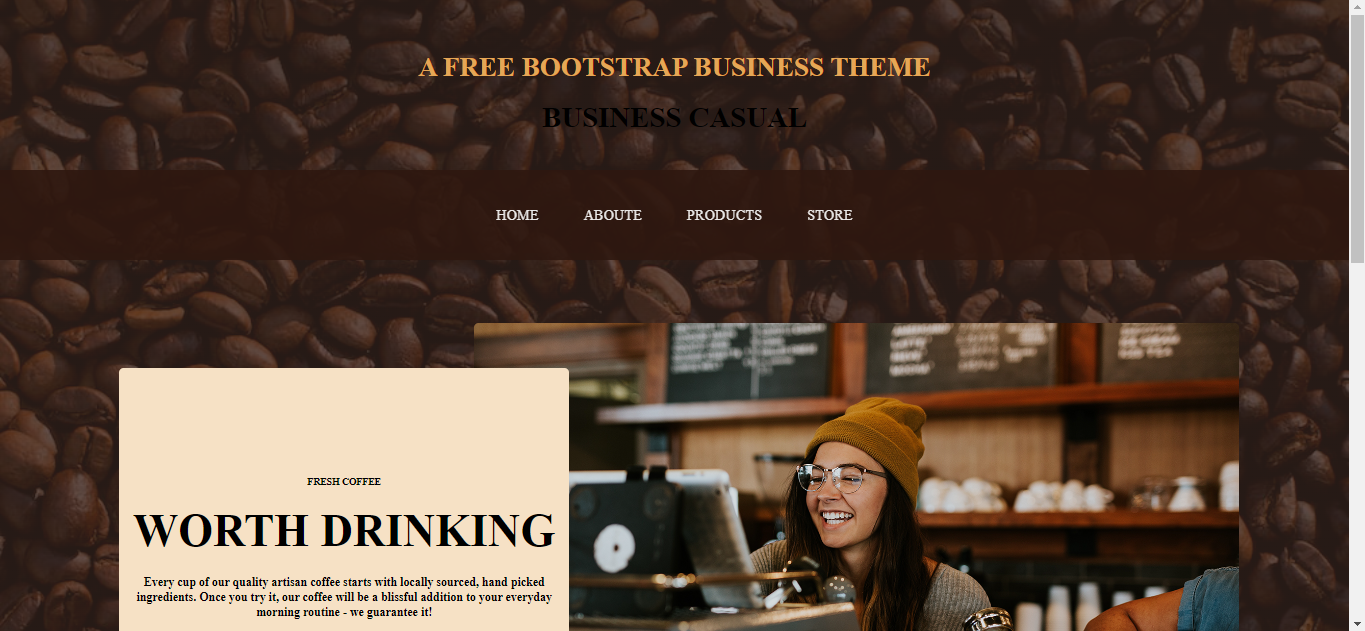 A FREE BOOTSTRAP BUSINESS THEME
BUSINESS CASUAL
HOME ABOUTE PRODUCTS STORE
FRESH COFFEE
WORTH DRINKING
Every cup of our quality artisan coffee starts with locally sourced, hand picked
ingredients. Once you try it, our coffee will be a blissful addition to your everyday
morning routine - we guarantee it!